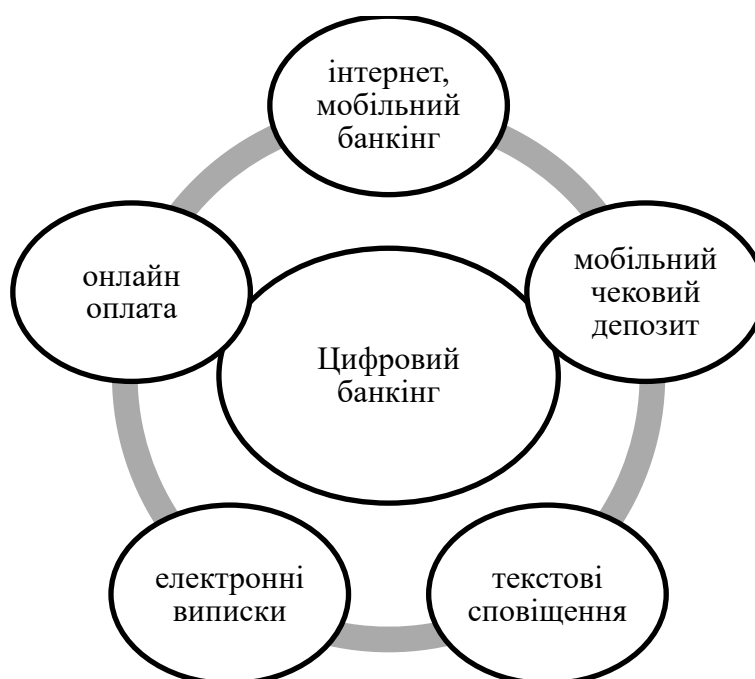 інтернет,
мобільний
банкінг
мобільний
чековий
депозит
текстові
сповіщення
електронні
виписки
онлайн
оплата
Цифровий
банкінг